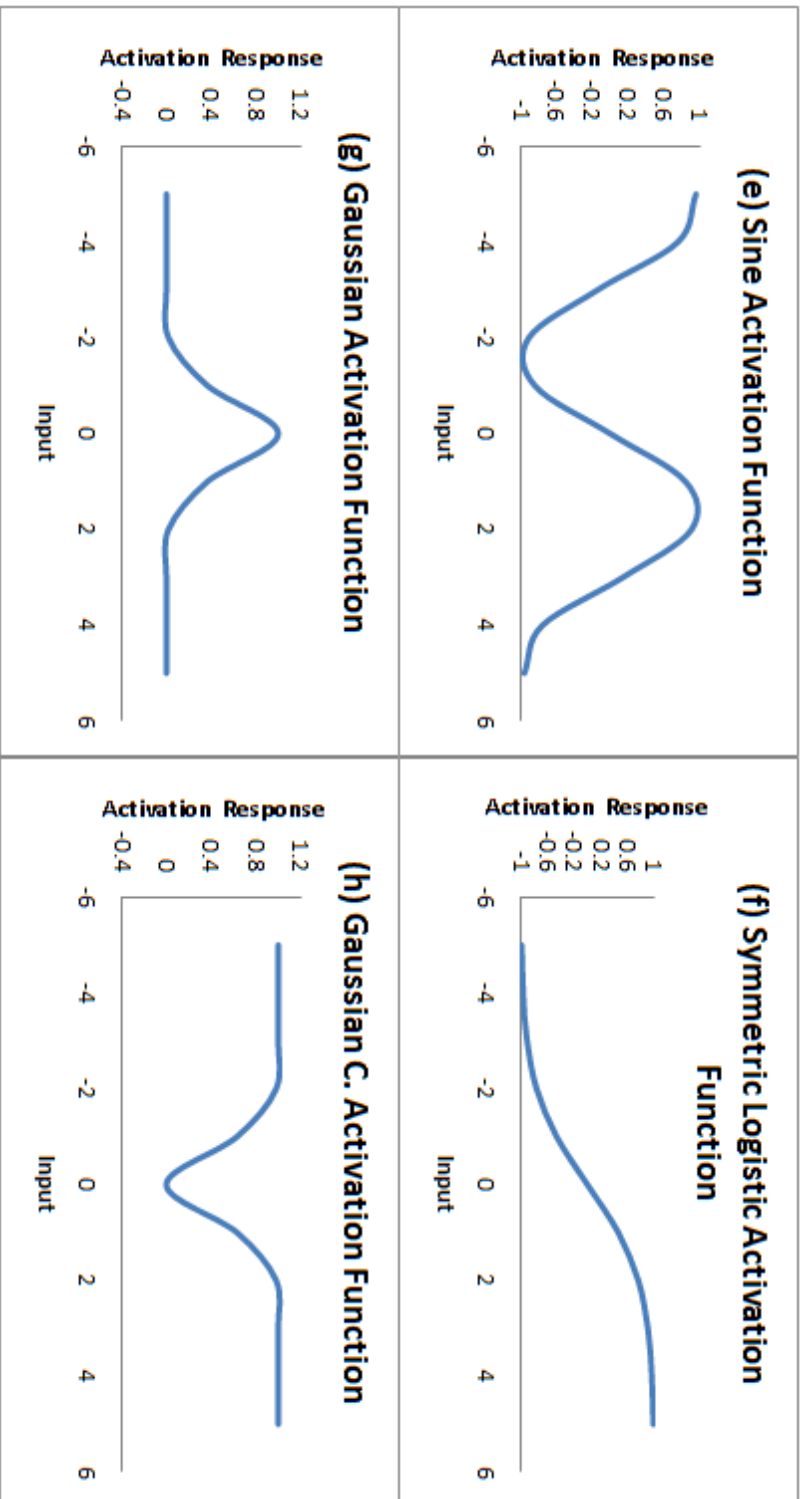 (e) Sine Activation Function
Activation Response
1
0.6
0.2
-0.2
-0.6
-1
-6 -4 -2 0 2 4 6
(f) Symmetric Logistic Activation
Function
Activation Response
1
0.6
0.2
-0.2
-0.6
-1
-6 -4 -2 0 2 4 6
Input
(g) Gaussian Activation Function
Activation Response
1.2
0.8
0.4
0
-0.4
-6 -4 -2 0 2 4 6
Input
(h) Gaussian C. Activation Function
Activation Response
1.2
0.8
0.4
0
-0.4
-6 -4 -2 0 2 4 6
Input